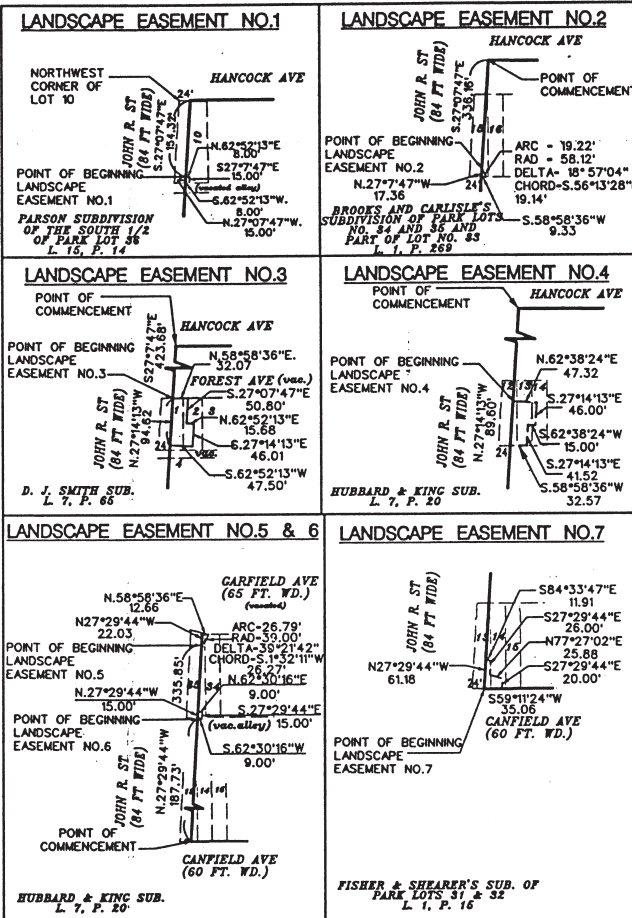 LANDSCAPE EASEMENT NO.1
HANCOCK AVE
NORTHWEST
CORNER OF
LOT 10
24'
JOHN R. ST
(84 FT WIDE)
S.27°07'47"E
154.32'
10
N.62°52'13"E
8.00'
S27°7'47"E
15.00'
(vacated alley)
POINT OF BEGINNING
LANDSCAPE
EASEMENT NO.1
S.62°52'13"W.
8.00'
N.27°07'47"W.
15.00'
PARSON SUBDIVISION
OF THE SOUTH 1/2
OF PARK LOT 36
L. 15, P. 14
LANDSCAPE EASEMENT NO.2
HANCOCK AVE
POINT OF
COMMENCEMENT
JOHN R. ST
(84 FT WIDE)
S.27°07'47"E
336.16'
15 16
POINT OF BEGINNING
LANDSCAPE
EASEMENT NO.2
ARC = 19.22'
RAD = 58.12'
DELTA= 18°57'04"
CHORD=S.56°13'28"
19.14'
N.27°7'47"W
17.36
24'
S.58°58'36"W
9.33
BROOKS AND CARLISLE'S
SUBDIVISION OF PARK LOTS
NO. 34 AND 35 AND
PART OF LOT NO. 33
L. 1, P. 269
LANDSCAPE EASEMENT NO.3
POINT OF
COMMENCEMENT
HANCOCK AVE
S27°7'47"E
423.68'
POINT OF BEGINNING
LANDSCAPE
EASEMENT NO.3
N.58°58'36"E.
32.07
FOREST AVE (vac.)
S.27°07'47"E
50.80'
1 2 3
N.62°52'13"E
15.68
S.27°14'13"E
46.01
JOHN R. ST
(84 FT WIDE)
N.27°14'13"W
94.62
24'
vac.
4
S.62°52'13"W
47.50'
D. J. SMITH SUB.
L. 7, P. 65
LANDSCAPE EASEMENT NO.4
POINT OF
COMMENCEMENT
HANCOCK AVE
POINT OF BEGINNING
LANDSCAPE
EASEMENT NO.4
N.62°38'24"E
47.32
12 13 14
S.27°14'13"E
46.00'
S.62°38'24"W
15.00'
JOHN R. ST
(84 FT WIDE)
N.27°14'13"W
89.60'
24'
S.27°14'13"E
41.52
S.58°58'36"W
32.57
HUBBARD & KING SUB.
L. 7, P. 20
LANDSCAPE EASEMENT NO.5 & 6
N.58°58'36"E
12.66
GARFIELD AVE
(65 FT. WD.)
(vacated)
N27°29'44"W
22.03
ARC=26.79'
RAD=39.00'
DELTA=39°21'42"
CHORD=S.1°32'11"W
26.27'
POINT OF BEGINNING
LANDSCAPE
EASEMENT NO.5
335.85'
N.62°30'16"E
9.00'
N.27°29'44"W
15.00'
S.27°29'44"E
(vac.alley) 15.00'
POINT OF BEGINNING
LANDSCAPE
EASEMENT NO.6
S.62°30'16"W
9.00'
JOHN R. ST
(84 FT WIDE)
N.27°29'44"W
187.73'
POINT OF
COMMENCEMENT
CANFIELD AVE
(60 FT. WD.)
HUBBARD & KING SUB.
L. 7, P. 20
LANDSCAPE EASEMENT NO.7
JOHN R. ST
(84 FT WIDE)
S84°33'47"E
11.91
S27°29'44"E
26.00'
13 14 15
N77°27'02"E
25.88
N27°29'44"W
61.18
S27°29'44"E
20.00'
24'
S59°11'24"W
35.06
CANFIELD AVE
(60 FT. WD.)
POINT OF BEGINNING
LANDSCAPE
EASEMENT NO.7
FISHER & SHEARER'S SUB. OF
PARK LOTS 31 & 32
L. 1, P. 16